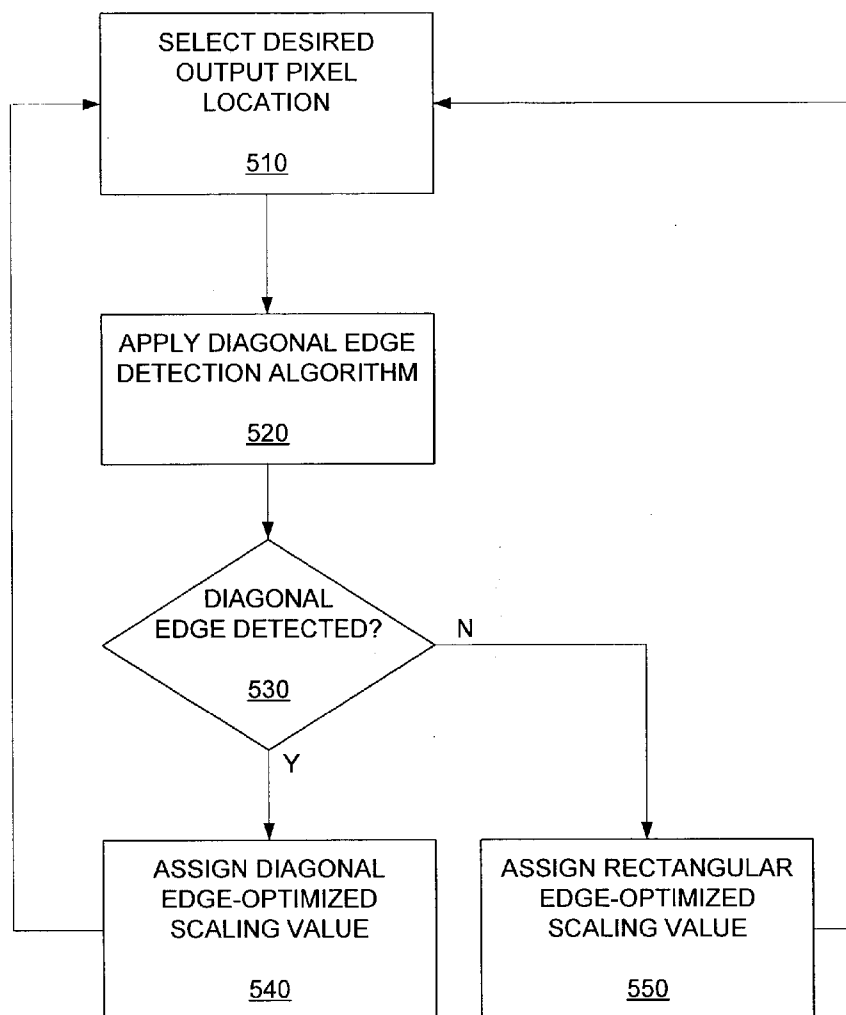 SELECT DESIRED
OUTPUT PIXEL
LOCATION
510
APPLY DIAGONAL EDGE
DETECTION ALGORITHM
520
DIAGONAL
EDGE DETECTED?
530
N
Y
ASSIGN DIAGONAL
EDGE-OPTIMIZED
SCALING VALUE
540
ASSIGN RECTANGULAR
EDGE-OPTIMIZED
SCALING VALUE
550